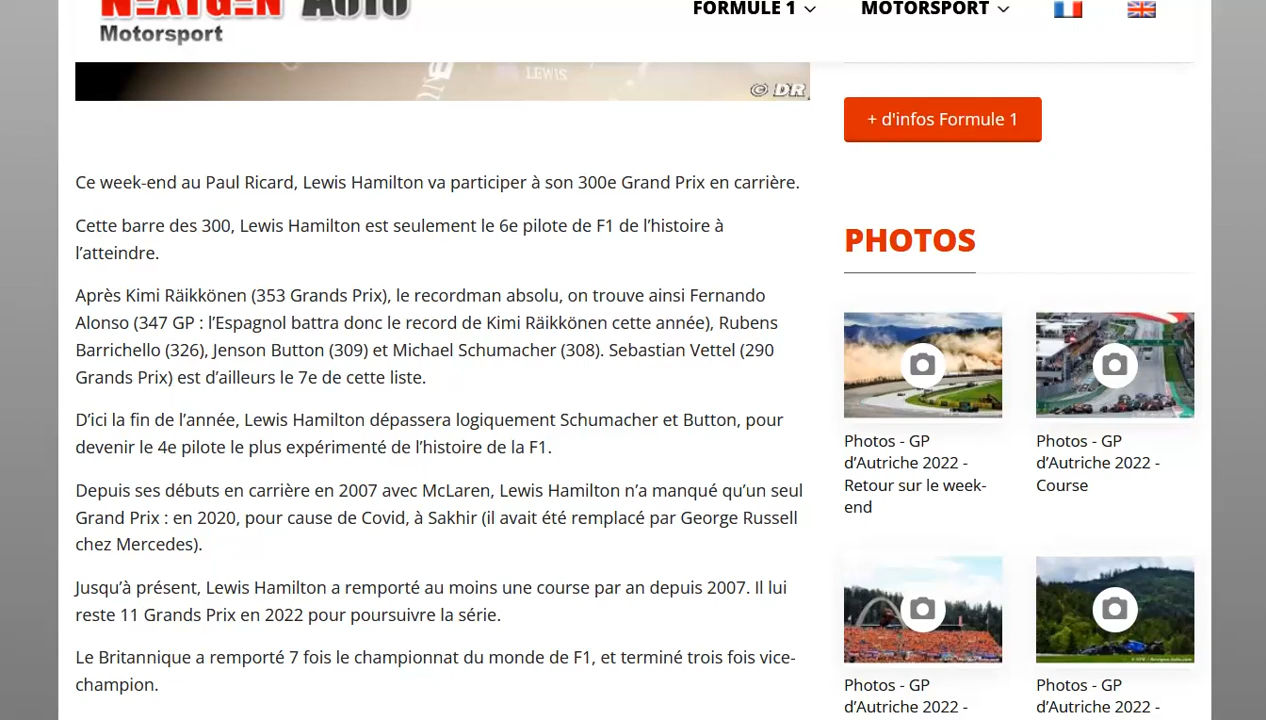 NEXTGEN AUTO
Motorsport
FORMULE 1
MOTORSPORT
LEWIS
© DR
+ d'infos Formule 1
Ce week-end au Paul Ricard, Lewis Hamilton va participer à son 300e Grand Prix en carrière.
Cette barre des 300, Lewis Hamilton est seulement le 6e pilote de F1 de l’histoire à
l’atteindre.
Après Kimi Räikkönen (353 Grands Prix), le recordman absolu, on trouve ainsi Fernando
Alonso (347 GP : l’Espagnol battra donc le record de Kimi Räikkönen cette année), Rubens
Barrichello (326), Jenson Button (309) et Michael Schumacher (308). Sebastian Vettel (290
Grands Prix) est d’ailleurs le 7e de cette liste.
D’ici la fin de l’année, Lewis Hamilton dépassera logiquement Schumacher et Button, pour
devenir le 4e pilote le plus expérimenté de l’histoire de la F1.
Depuis ses débuts en carrière en 2007 avec McLaren, Lewis Hamilton n’a manqué qu’un seul
Grand Prix : en 2020, pour cause de Covid, à Sakhir (il avait été remplacé par George Russell
chez Mercedes).
Jusqu’à présent, Lewis Hamilton a remporté au moins une course par an depuis 2007. Il lui
reste 11 Grands Prix en 2022 pour poursuivre la série.
Le Britannique a remporté 7 fois le championnat du monde de F1, et terminé trois fois vice-
champion.
PHOTOS
Photos - GP
d’Autriche 2022 -
Retour sur le week-
end
Photos - GP
d’Autriche 2022 -
Course
Photos - GP
d’Autriche 2022 -
Photos - GP
d’Autriche 2022 -